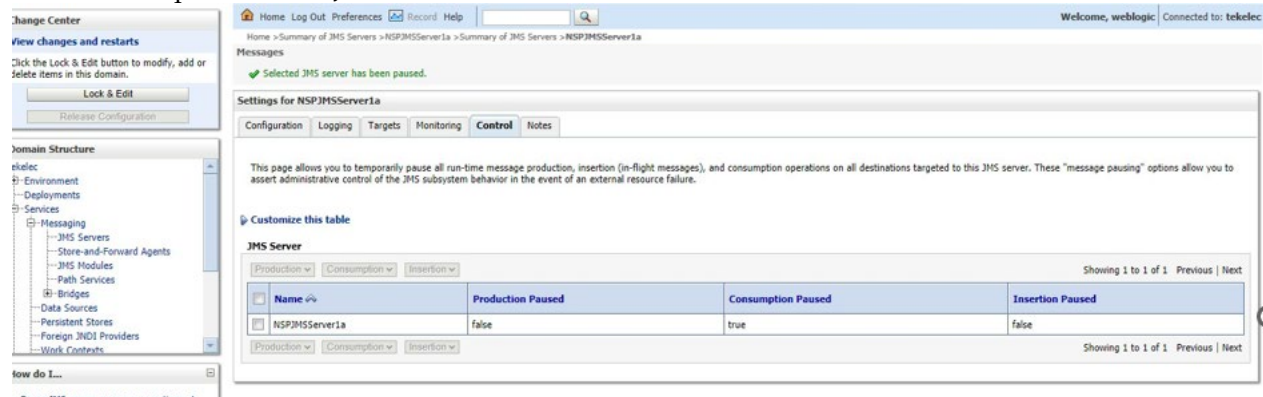 Change Center
View changes and restarts
Click the Lock & Edit button to modify, add or
delete items in this domain.
Lock & Edit
Release Configuration
Domain Structure
tekelec
Environment
Deployments
Services
Messaging
JMS Servers
Store-and-Forward Agents
JMS Modules
Path Services
Bridges
Data Sources
Persistent Stores
Foreign JNDI Providers
Work Contexts
How do I...
Home Log Out Preferences Record Help
Welcome, weblogic Connected to: tekelec
Home >Summary of JMS Servers >NSPJMSServer1a >Summary of JMS Servers >NSPJMSServer1a
Messages
Selected JMS server has been paused.
Settings for NSPJMSServer1a
Configuration Logging Targets Monitoring Control Notes
This page allows you to temporarily pause all run-time message production, insertion (in-flight messages), and consumption operations on all destinations targeted to this JMS server. These "message pausing" options allow you to
assert administrative control of the JMS subsystem behavior in the event of an external resource failure.
Customize this table
JMS Server
Production Consumption Insertion Showing 1 to 1 of 1 Previous | Next
Name Production Paused Consumption Paused Insertion Paused
NSPJMSServer1a false true false
Production Consumption Insertion Showing 1 to 1 of 1 Previous | Next